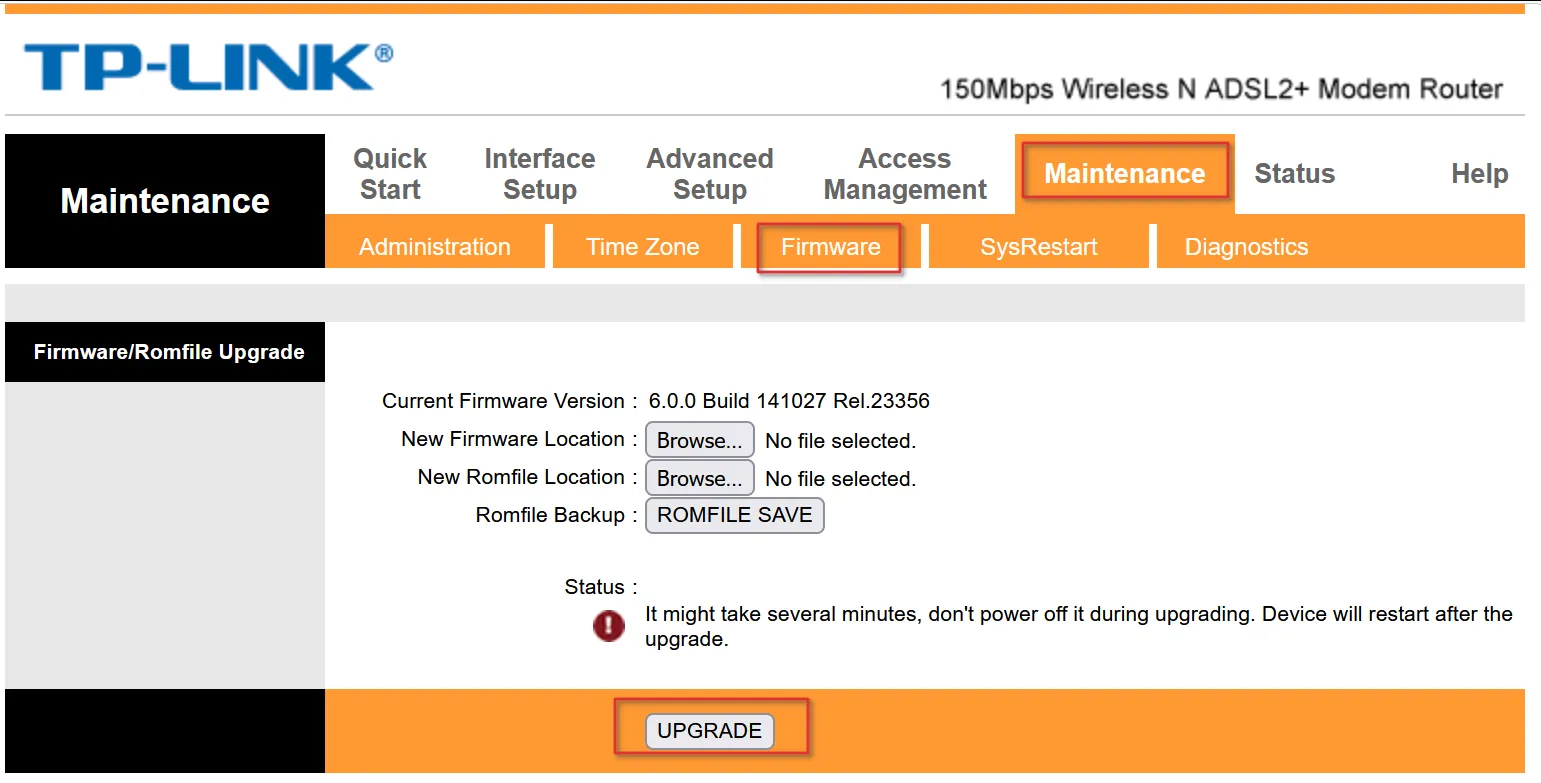 TP-LINK®
150Mbps Wireless N ADSL2+ Modem Router
Maintenance
Quick Start
Interface Setup
Advanced Setup
Access Management
Maintenance
Status
Help
Administration
Time Zone
Firmware
SysRestart
Diagnostics
Firmware/Romfile Upgrade
Current Firmware Version : 6.0.0 Build 141027 Rel.23356
New Firmware Location : Browse... No file selected.
New Romfile Location : Browse... No file selected.
Romfile Backup : ROMFILE SAVE
Status :
It might take several minutes, don't power off it during upgrading. Device will restart after the
upgrade.
UPGRADE